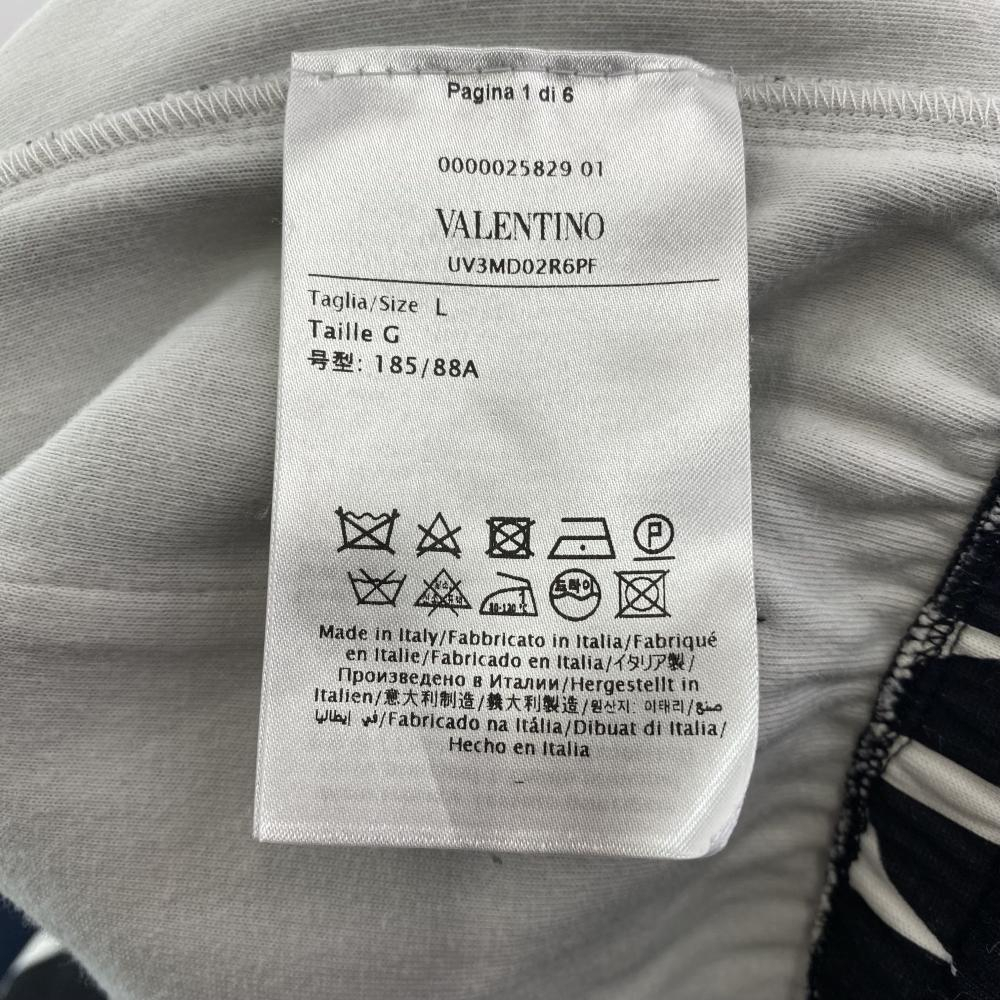 Pagina 1 di 6
0000025829 01
VALENTINO
UV3MD02R6PF
Taglia/Size L
Taille G
号型: 185/88A
P
드라이
80-120℃
Made in Italy/Fabbricato in Italia/Fabriqué
en Italie/Fabricado en Italia/イタリア製/
Произведено в Италии/Hergestellt in
Italien/意大利制造/義大利製造/원산지: 이태리/صنع
في إيطاليا/Fabricado na Itália/Dibuat di Italia/
Hecho en Italia